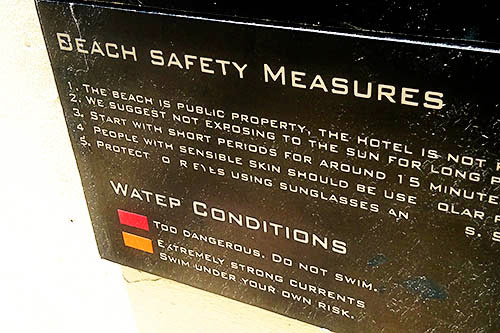 BEACH SAFETY MEASURES
1. THE BEACH IS PUBLIC PROPERTY, THE HOTEL IS NOT
2. WE SUGGEST NOT EXPOSING TO THE SUN FOR LONG P
3. START WITH SHORT PERIODS FOR AROUND 15 MINUTE
4 PEOPLE WITH SENSIBLE SKIN SHOULD BE USE OLAR
5. PROTECT O R EYES USING SUNGLASSES AN S. S
WATEP CONDITIONS
TOO DANGEROUS. DO NOT SWIM.
EXTREMELY STRONG CURRENTS
SWIM UNDER YOUR OWN RISK.